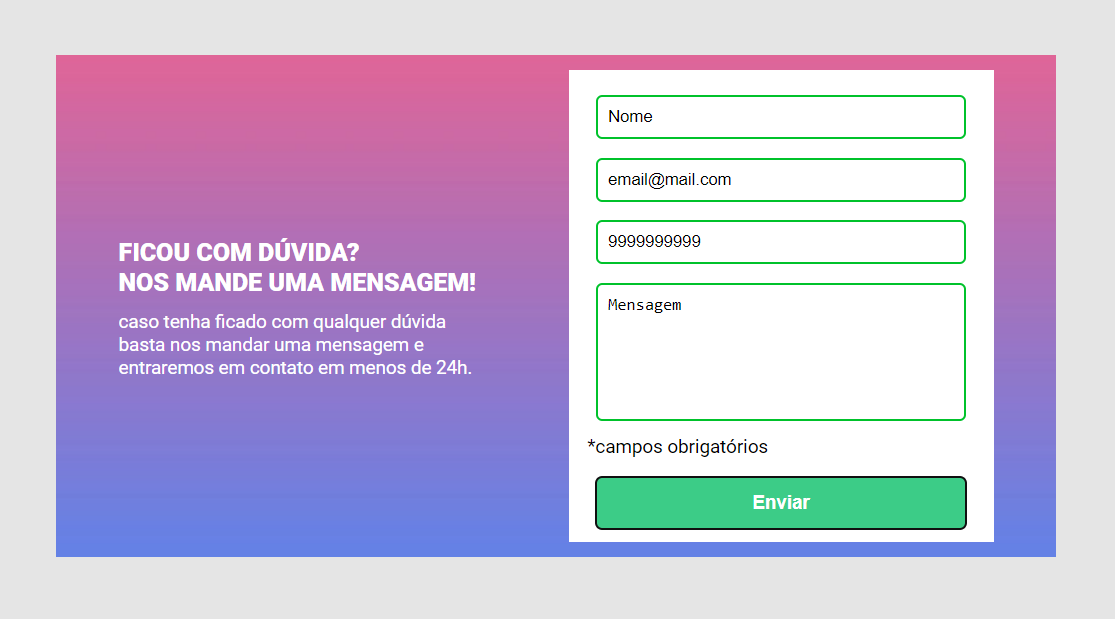 FICOU COM DÚVIDA?
NOS MANDE UMA MENSAGEM!
caso tenha ficado com qualquer dúvida
basta nos mandar uma mensagem e
entraremos em contato em menos de 24h.
Nome
email@mail.com
9999999999
Mensagem
*campos obrigatórios
Enviar